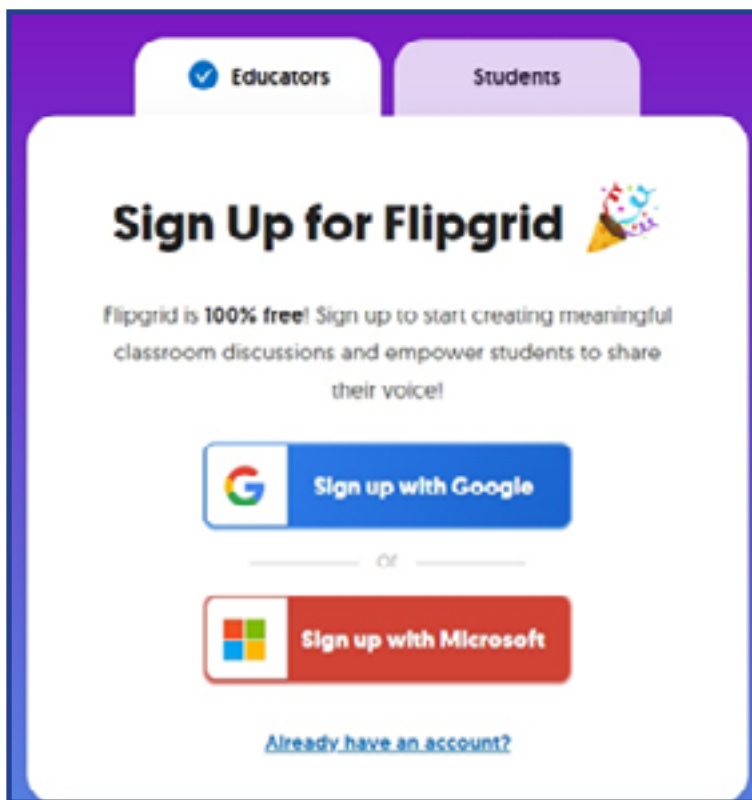 Educators
Students
Sign Up for Flipgrid
Flipgrid is 100% free! Sign up to start creating meaningful
classroom discussions and empower students to share
their voice!
Sign up with Google
or
Sign up with Microsoft
Already have an account?